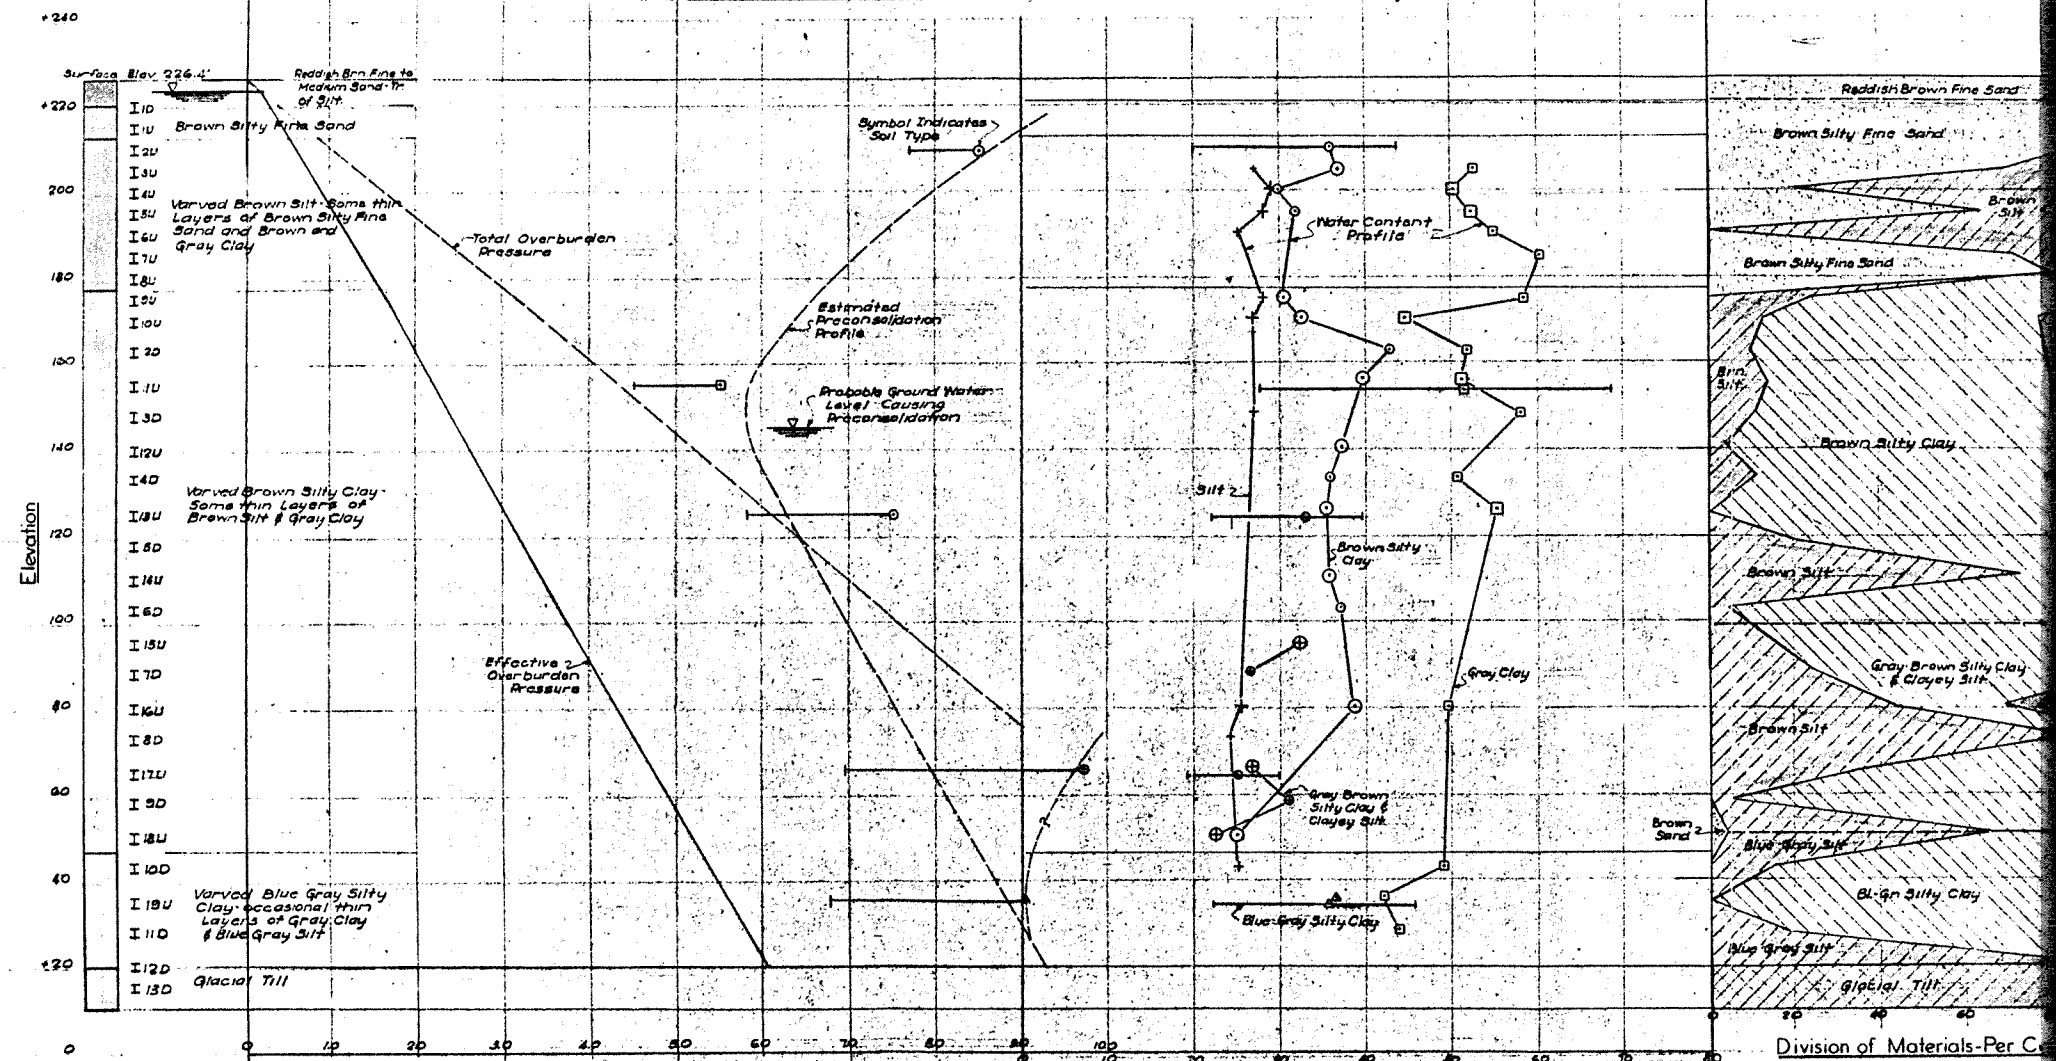 +240
Surface Elev 226.4'
Reddish Brn Fine to
Medium Sand-Tr.
of Silt
+220
1D
1U
Brown Silty Fine Sand
2U
3U
200
4U
Varved Brown Silt-Some thin
5U
Layers of Brown Silty Fine
Sand and Brown and
6U
Gray Clay
7U
180
8U
9U
10U
160
2D
11U
3D
140
12U
4D
Varved Brown Silty Clay-
Some thin Layers of
13U
Brown Silt & Gray Clay
120
5D
14U
6D
100
15U
7D
80
16U
8D
17U
60
9D
18U
10D
40
Varved Blue Gray Silty
19U
Clay-occasional thin
Layers of Gray Clay
11D
& Blue Gray Silt
+20
12D
Glacial Till
13D
0
Elevation
Total Overburden
Pressure
Effective
Overburden
Pressure
Symbol Indicates
Soil Type
Estimated
Preconsolidation
Profile
Probable Ground Water
Level Causing
Preconsolidation
?
0 1.0 2.0 3.0 4.0 5.0 6.0 7.0 8.0
10.0
Water Content
Profile
Silt
Brown Silty
Clay
Gray Clay
Gray Brown
Silty Clay &
Clayey Silt
Blue-Gray Silty Clay
Reddish Brown Fine Sand
Brown Silty Fine Sand
Brown
Silt
Brown Silty Fine Sand
Brn.
Silt
Brown Silty Clay
Brown Silt
Gray Brown Silty Clay
& Clayey Silt
Brown Silt
Brown
Sand
Blue Gray Silt
Bl-Gn Silty Clay
Blue Gray Silt
Glacial Till
0 20 40 60
Division of Materials-Per C